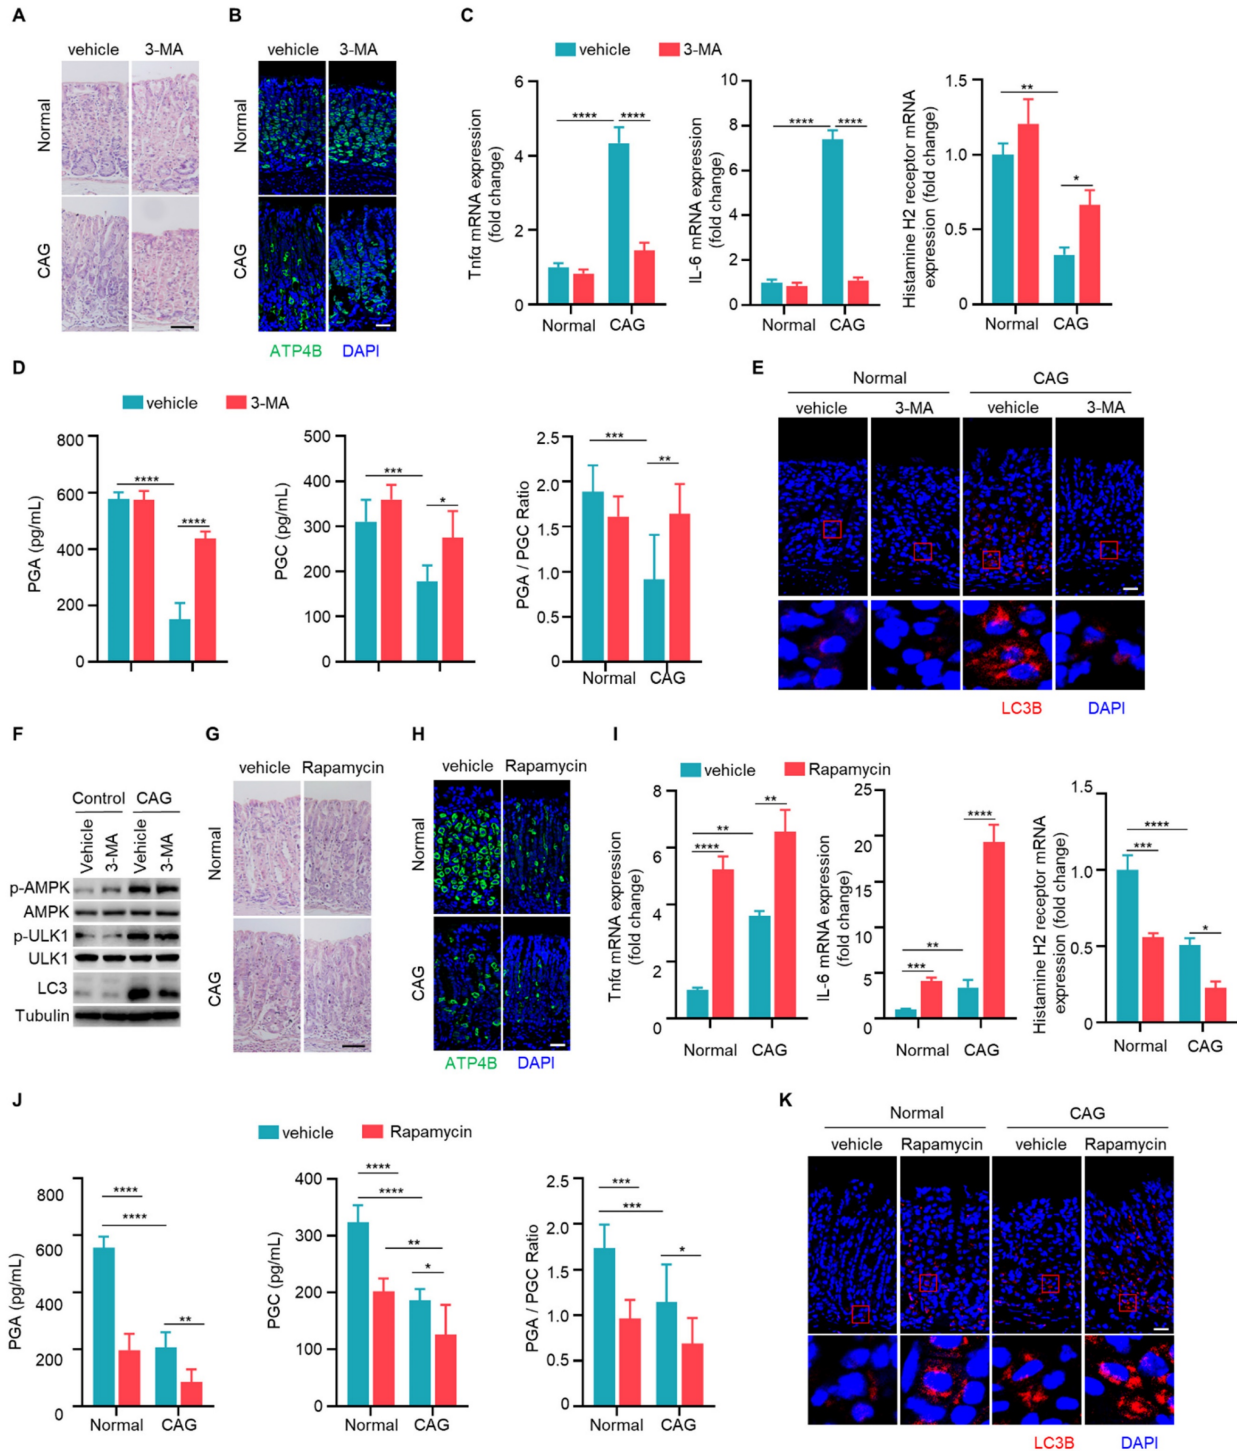 A
vehicle 3-MA
Normal
CAG
B
vehicle 3-MA
ATP4B DAPI
C
vehicle 3-MA
Tnfα mRNA expression
(fold change)
6
4
2
0
**** ****
Normal CAG
IL-6 mRNA expression
(fold change)
10
8
6
4
2
0
**** ****
Normal CAG
Histamine H2 receptor mRNA
expression (fold change)
1.5
1.0
0.5
0
**
*
Normal CAG
D
vehicle 3-MA
PGA (pg/mL)
800
600
400
200
0
****
****
PGC (pg/mL)
500
400
300
200
100
0
***
*
PGA / PGC Ratio
2.5
2.0
1.5
1.0
0.5
0
***
**
Normal CAG
E
Normal CAG
vehicle 3-MA vehicle 3-MA
LC3B DAPI
F
Control CAG
Vehicle 3-MA Vehicle 3-MA
p-AMPK
AMPK
p-ULK1
ULK1
LC3
Tubulin
G
vehicle Rapamycin
Normal
CAG
H
vehicle Rapamycin
Normal
CAG
ATP4B DAPI
I
vehicle Rapamycin
Tnfα mRNA expression
(fold change)
8
6
4
2
0
**
**
****
Normal CAG
IL-6 mRNA expression
(fold change)
25
20
15
10
5
0
****
**
***
Normal CAG
Histamine H2 receptor mRNA
expression (fold change)
1.5
1.0
0.5
0
****
***
*
Normal CAG
J
vehicle Rapamycin
PGA (pg/mL)
800
600
400
200
0
****
****
**
Normal CAG
PGC (pg/mL)
400
300
200
100
0
****
****
**
*
Normal CAG
PGA / PGC Ratio
2.5
2.0
1.5
1.0
0.5
0
***
***
*
Normal CAG
K
Normal CAG
vehicle Rapamycin vehicle Rapamycin
LC3B DAPI